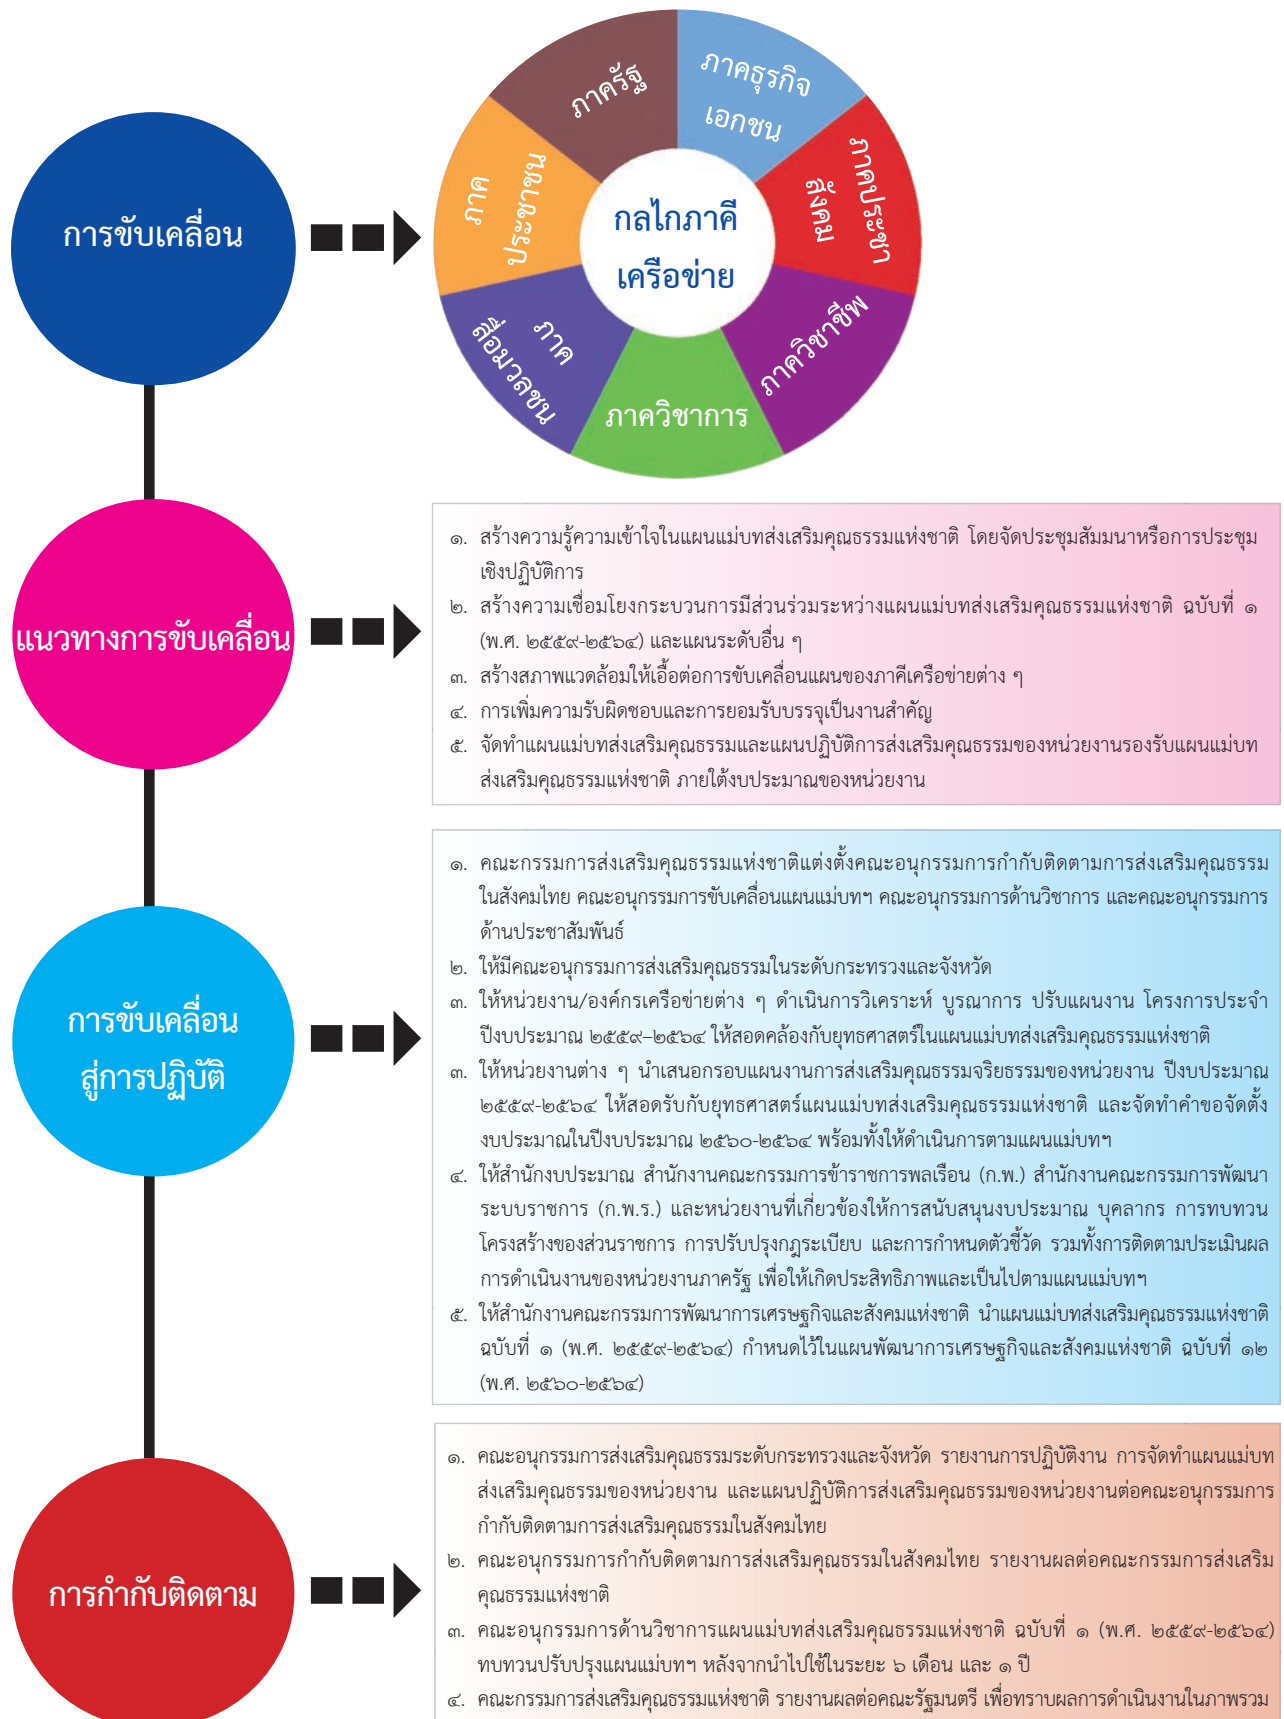 การขับเคลื่อน
ภาครัฐ
ภาคธุรกิจ
เอกชน
ภาคประชา
สังคม
ภาควิชาชีพ
ภาควิชาการ
ภาค
สื่อมวลชน
ภาค
ประชาชน
กลไกภาคี
เครือข่าย
แนวทางการขับเคลื่อน
๑. สร้างความรู้ความเข้าใจในแผนแม่บทส่งเสริมคุณธรรมแห่งชาติ โดยจัดประชุมสัมมนาหรือการประชุม
เชิงปฏิบัติการ
๒. สร้างความเชื่อมโยงกระบวนการมีส่วนร่วมระหว่างแผนแม่บทส่งเสริมคุณธรรมแห่งชาติ ฉบับที่ ๑
(พ.ศ. ๒๕๕๙-๒๕๖๔) และแผนระดับอื่น ๆ
๓. สร้างสภาพแวดล้อมให้เอื้อต่อการขับเคลื่อนแผนของภาคีเครือข่ายต่าง ๆ
๔. การเพิ่มความรับผิดชอบและการยอมรับบรรจุเป็นงานสำคัญ
๕. จัดทำแผนแม่บทส่งเสริมคุณธรรมและแผนปฏิบัติการส่งเสริมคุณธรรมของหน่วยงานรองรับแผนแม่บท
ส่งเสริมคุณธรรมแห่งชาติ ภายใต้งบประมาณของหน่วยงาน
การขับเคลื่อน
สู่การปฏิบัติ
๑. คณะกรรมการส่งเสริมคุณธรรมแห่งชาติแต่งตั้งคณะอนุกรรมการกำกับติดตามการส่งเสริมคุณธรรม
ในสังคมไทย คณะอนุกรรมการขับเคลื่อนแผนแม่บทฯ คณะอนุกรรมการด้านวิชาการ และคณะอนุกรรมการ
ด้านประชาสัมพันธ์
๒. ให้มีคณะอนุกรรมการส่งเสริมคุณธรรมในระดับกระทรวงและจังหวัด
๓. ให้หน่วยงาน/องค์กรเครือข่ายต่าง ๆ ดำเนินการวิเคราะห์ บูรณาการ ปรับแผนงาน โครงการประจำ
ปีงบประมาณ ๒๕๕๙–๒๕๖๔ ให้สอดคล้องกับยุทธศาสตร์ในแผนแม่บทส่งเสริมคุณธรรมแห่งชาติ
๓. ให้หน่วยงานต่าง ๆ นำเสนอกรอบแผนงานการส่งเสริมคุณธรรมจริยธรรมของหน่วยงาน ปีงบประมาณ
๒๕๕๙-๒๕๖๔ ให้สอดรับกับยุทธศาสตร์แผนแม่บทส่งเสริมคุณธรรมแห่งชาติ และจัดทำคำขอจัดตั้ง
งบประมาณในปีงบประมาณ ๒๕๖๐-๒๕๖๔ พร้อมทั้งให้ดำเนินการตามแผนแม่บทฯ
๔. ให้สำนักงบประมาณ สำนักงานคณะกรรมการข้าราชการพลเรือน (ก.พ.) สำนักงานคณะกรรมการพัฒนา
ระบบราชการ (ก.พ.ร.) และหน่วยงานที่เกี่ยวข้องให้การสนับสนุนงบประมาณ บุคลากร การทบทวน
โครงสร้างของส่วนราชการ การปรับปรุงกฎระเบียบ และการกำหนดตัวชี้วัด รวมทั้งการติดตามประเมินผล
การดำเนินงานของหน่วยงานภาครัฐ เพื่อให้เกิดประสิทธิภาพและเป็นไปตามแผนแม่บทฯ
๕. ให้สำนักงานคณะกรรมการพัฒนาการเศรษฐกิจและสังคมแห่งชาติ นำแผนแม่บทส่งเสริมคุณธรรมแห่งชาติ
ฉบับที่ ๑ (พ.ศ. ๒๕๕๙-๒๕๖๔) กำหนดไว้ในแผนพัฒนาการเศรษฐกิจและสังคมแห่งชาติ ฉบับที่ ๑๒
(พ.ศ. ๒๕๖๐-๒๕๖๔)
การกำกับติดตาม
๑. คณะอนุกรรมการส่งเสริมคุณธรรมระดับกระทรวงและจังหวัด รายงานการปฏิบัติงาน การจัดทำแผนแม่บท
ส่งเสริมคุณธรรมของหน่วยงาน และแผนปฏิบัติการส่งเสริมคุณธรรมของหน่วยงานต่อคณะอนุกรรมการ
กำกับติดตามการส่งเสริมคุณธรรมในสังคมไทย
๒. คณะอนุกรรมการกำกับติดตามการส่งเสริมคุณธรรมในสังคมไทย รายงานผลต่อคณะกรรมการส่งเสริม
คุณธรรมแห่งชาติ
๓. คณะอนุกรรมการด้านวิชาการแผนแม่บทส่งเสริมคุณธรรมแห่งชาติ ฉบับที่ ๑ (พ.ศ. ๒๕๕๙-๒๕๖๔)
ทบทวนปรับปรุงแผนแม่บทฯ หลังจากนำไปใช้ในระยะ ๖ เดือน และ ๑ ปี
๔. คณะกรรมการส่งเสริมคุณธรรมแห่งชาติ รายงานผลต่อคณะรัฐมนตรี เพื่อทราบผลการดำเนินงานในภาพรวม